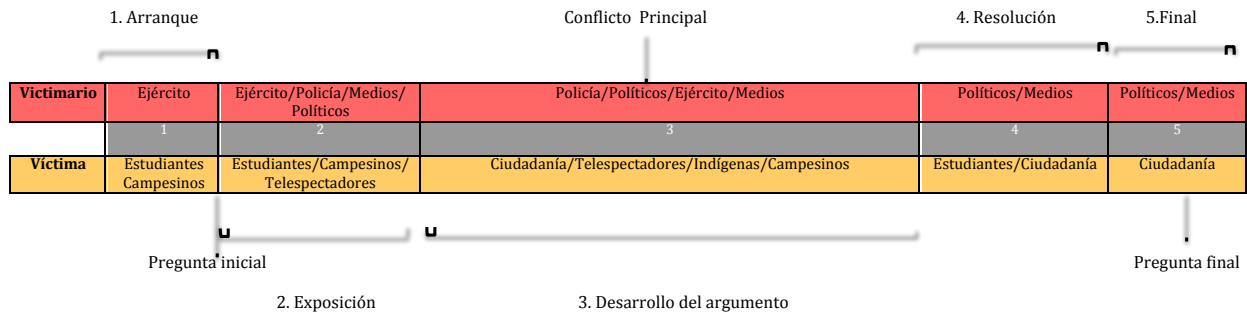 1. Arranque
Conflicto Principal
4. Resolución
5.Final
Victimario
Ejército
Ejército/Policía/Medios/
Políticos
Policía/Políticos/Ejército/Medios
Políticos/Medios
Políticos/Medios
1
2
3
4
5
Víctima
Estudiantes
Campesinos
Estudiantes/Campesinos/
Telespectadores
Ciudadanía/Telespectadores/Indígenas/Campesinos
Estudiantes/Ciudadanía
Ciudadanía
Pregunta inicial
Pregunta final
2. Exposición
3. Desarrollo del argumento